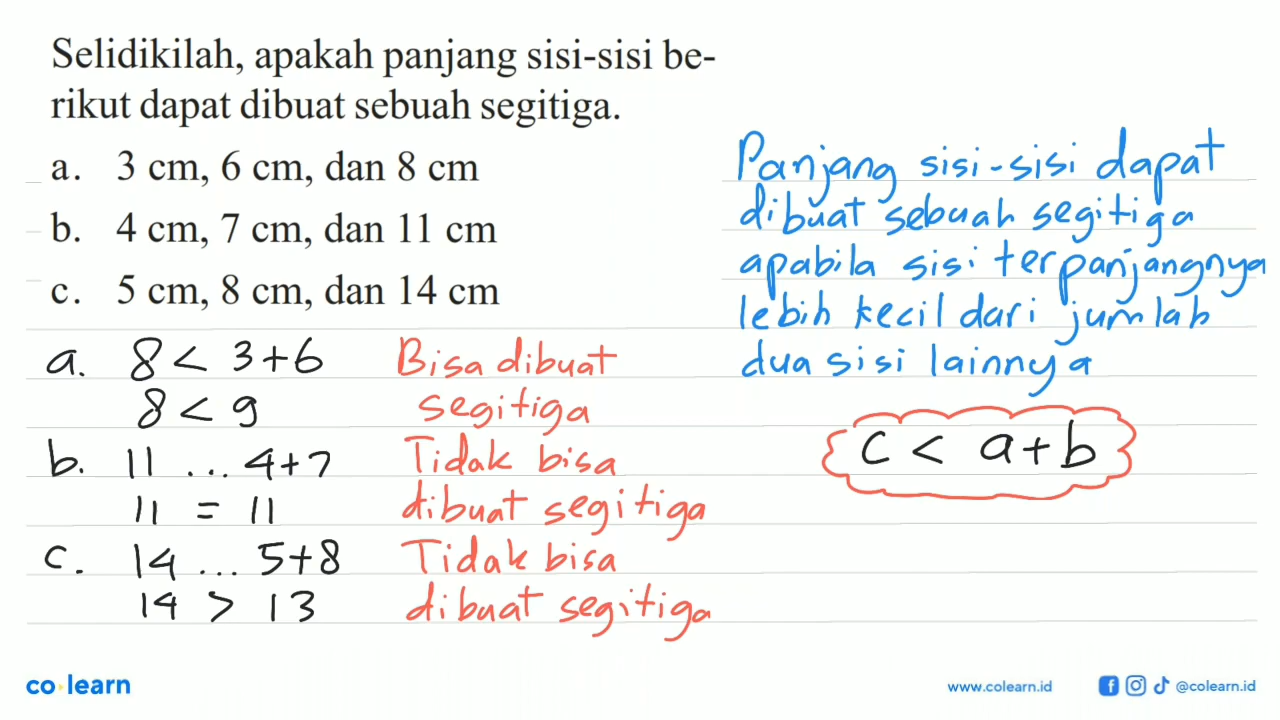 Selidikilah, apakah panjang sisi-sisi be-
rikut dapat dibuat sebuah segitiga.
a. 3 cm, 6 cm, dan 8 cm
b. 4 cm, 7 cm, dan 11 cm
c. 5 cm, 8 cm, dan 14 cm
Panjang sisi-sisi dapat
dibuat sebuah segitiga
apabila sisi terpanjangnya
lebih kecil dari jumlah
dua sisi lainnya
c < a+b
a. 8 < 3+6 Bisa dibuat
8 < 9 segitiga
b. 11 ... 4+7 Tidak bisa
11 = 11 dibuat segitiga
c. 14 ... 5+8 Tidak bisa
14 > 13 dibuat segitiga
co learn
www.colearn.id @colearn.id